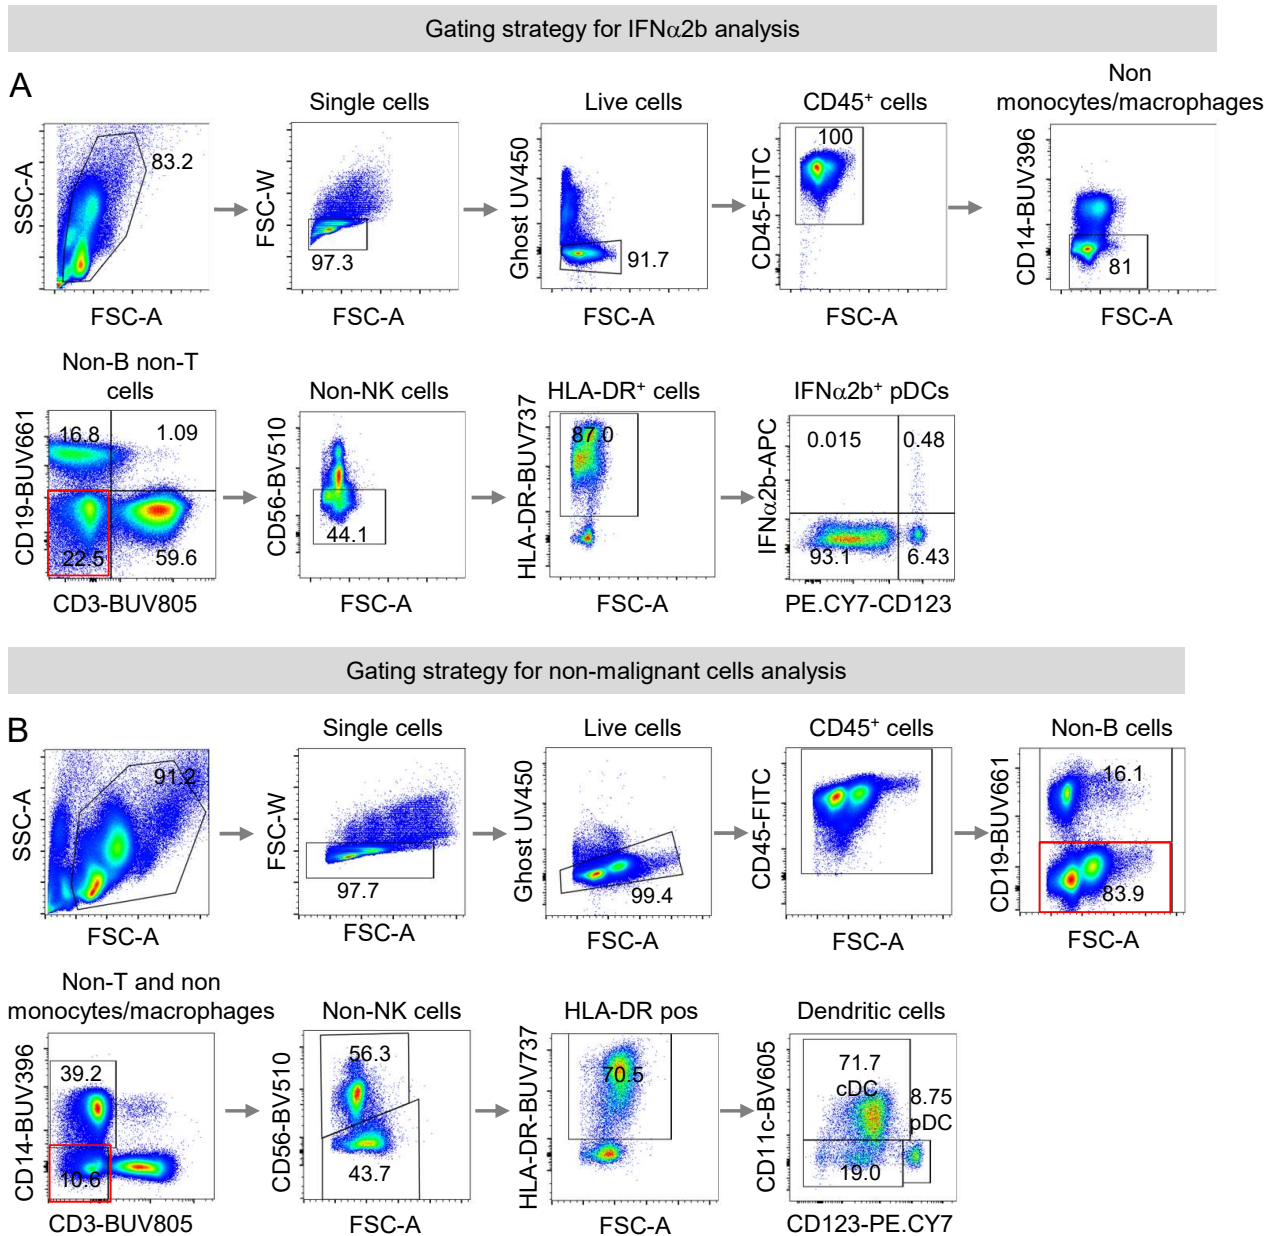 Gating strategy for IFNα2b analysis
A
Single cells
Live cells
CD45⁺ cells
Non
monocytes/macrophages
SSC-A
83.2
FSC-A
FSC-W
97.3
FSC-A
Ghost UV450
91.7
FSC-A
CD45-FITC
100
FSC-A
CD14-BUV396
81
FSC-A
Non-B non-T
cells
Non-NK cells
HLA-DR⁺ cells
IFNα2b⁺ pDCs
CD19-BUV661
16.8
1.09
22.5
59.6
CD3-BUV805
CD56-BV510
44.1
FSC-A
HLA-DR-BUV737
87.0
FSC-A
IFNα2b-APC
0.015
0.48
93.1
6.43
PE.CY7-CD123
Gating strategy for non-malignant cells analysis
B
Single cells
Live cells
CD45⁺ cells
Non-B cells
SSC-A
91.2
FSC-A
FSC-W
97.7
FSC-A
Ghost UV450
99.4
FSC-A
CD45-FITC
FSC-A
CD19-BUV661
16.1
83.9
FSC-A
Non-T and non
monocytes/macrophages
Non-NK cells
HLA-DR pos
Dendritic cells
CD14-BUV396
39.2
10.6
CD3-BUV805
CD56-BV510
56.3
43.7
FSC-A
HLA-DR-BUV737
70.5
FSC-A
CD11c-BV605
71.7
cDC
8.75
pDC
19.0
CD123-PE.CY7